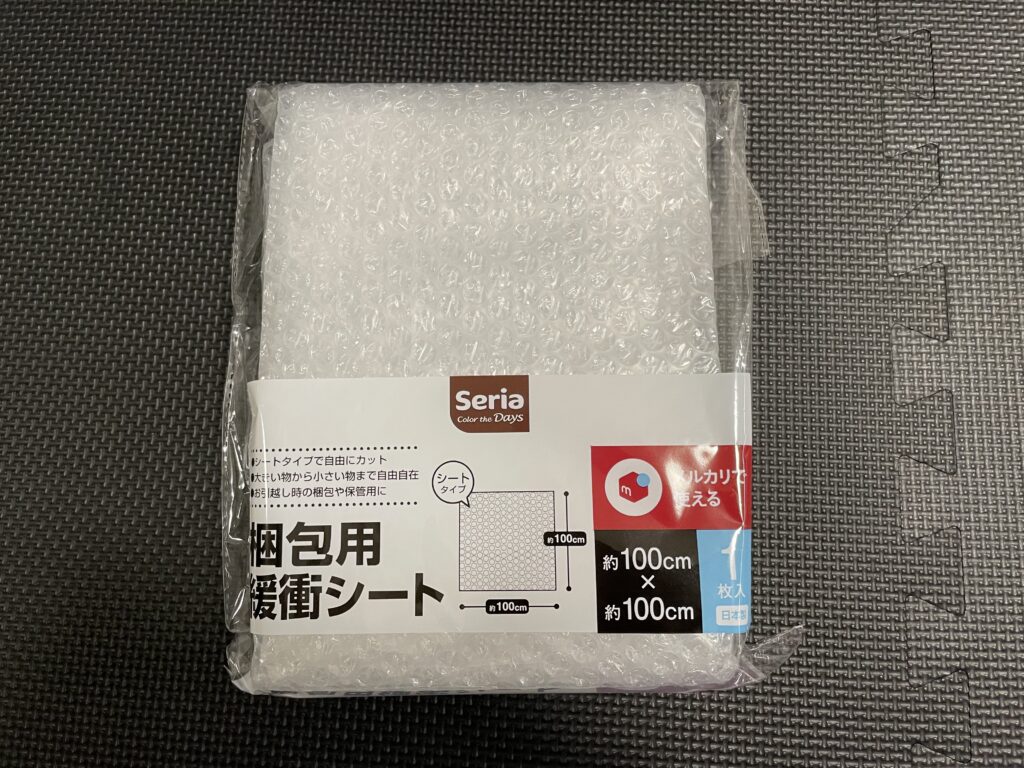 Seria
Color the Days
●シートタイプで自由にカット
●大きい物から小さい物まで自由自在
●お引越し時の梱包や保管用に
シート
タイプ
梱包用
緩衝シート
約100cm
約100cm
メルカリで
使える
約100cm
×
約100cm
1
枚入
日本製